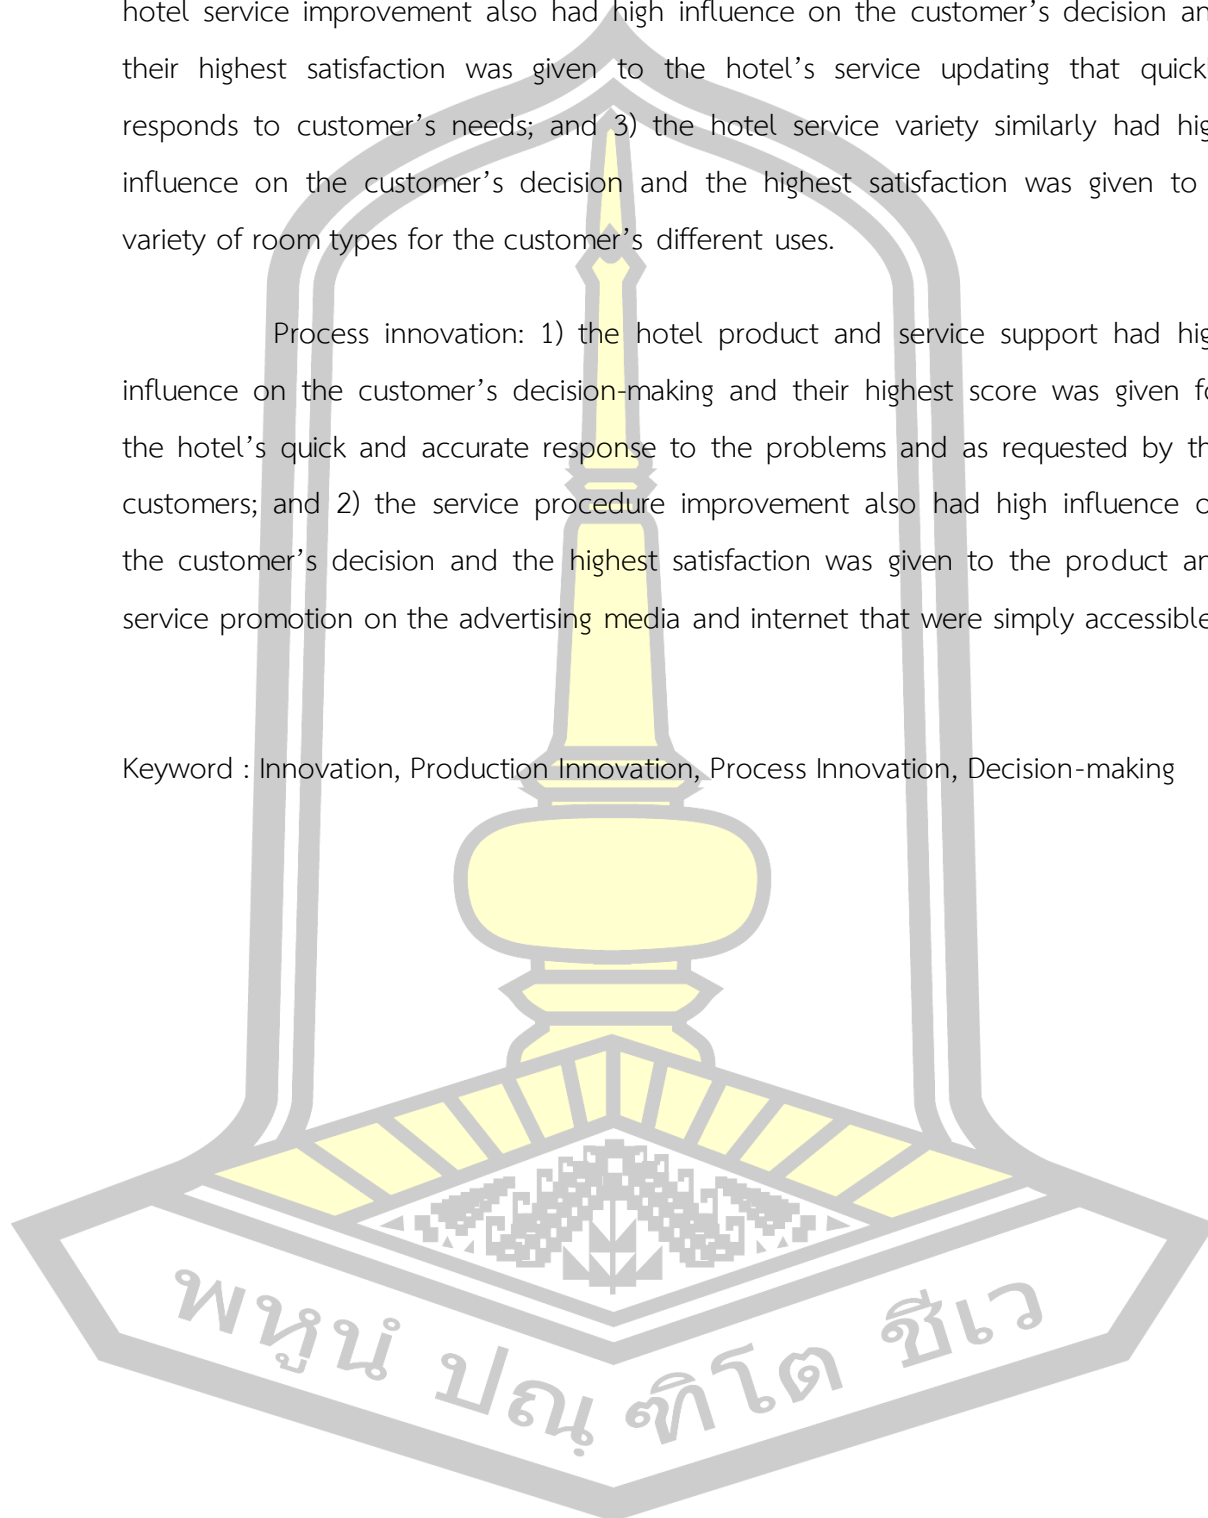 hotel service improvement also had high influence on the customer's decision an
their highest satisfaction was given to the hotel's service updating that quickl
responds to customer's needs; and 3) the hotel service variety similarly had hig
influence on the customer's decision and the highest satisfaction was given to
variety of room types for the customer's different uses.
Process innovation: 1) the hotel product and service support had hig
influence on the customer's decision-making and their highest score was given fo
the hotel's quick and accurate response to the problems and as requested by th
customers; and 2) the service procedure improvement also had high influence o
the customer's decision and the highest satisfaction was given to the product an
service promotion on the advertising media and internet that were simply accessible
Keyword : Innovation, Production Innovation, Process Innovation, Decision-making
พหูนํ ปณฺฑิโต ชีเว